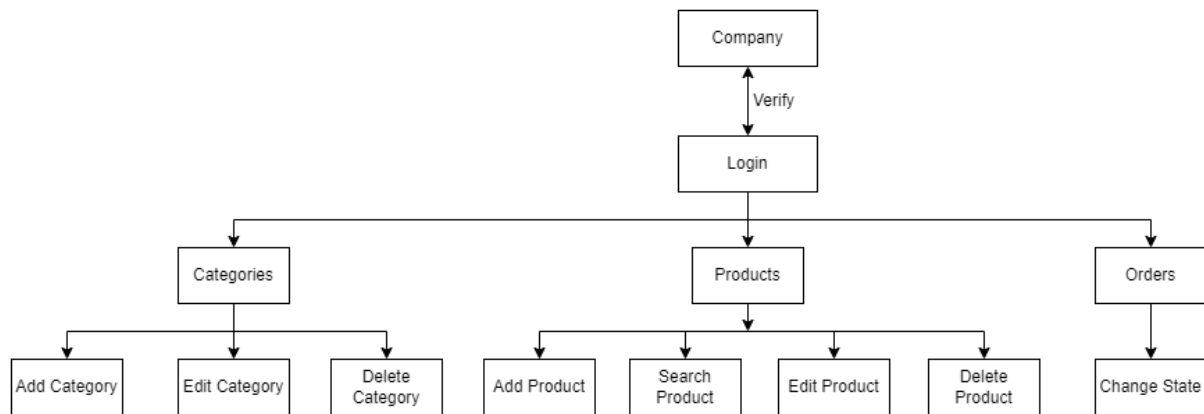 Company
Verify
Login
Categories
Products
Orders
Add Category
Edit Category
Delete
Category
Add Product
Search
Product
Edit Product
Delete
Product
Change State